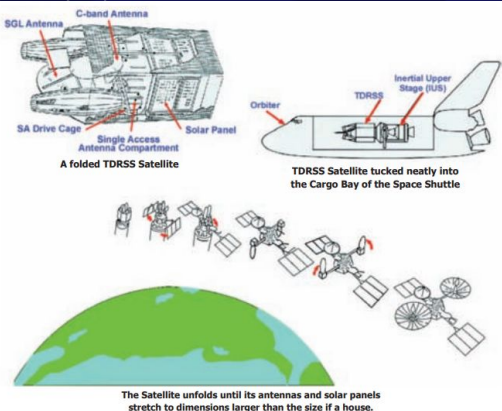 C-band Antenna
SGL Antenna
SA Drive Cage
Single Access
Antenna Compartment
Solar Panel
A folded TDRSS Satellite
Orbiter
TDRSS
Inertial Upper
Stage (IUS)
TDRSS Satellite tucked neatly into
the Cargo Bay of the Space Shuttle
The Satellite unfolds until its antennas and solar panels
stretch to dimensions larger than the size if a house.